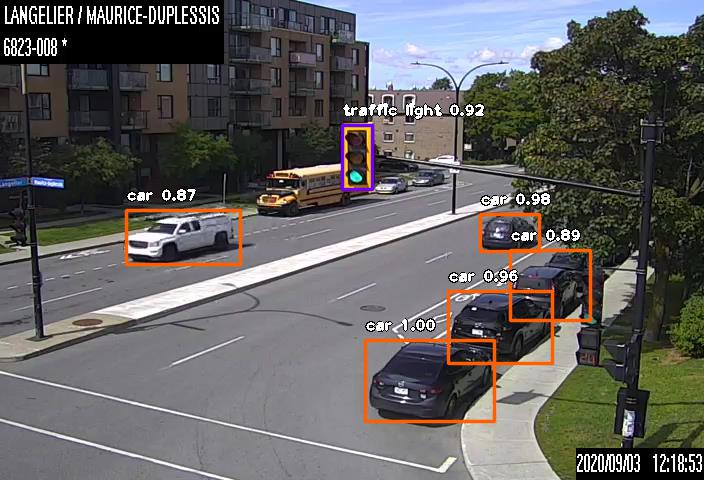 LANGELIER / MAURICE-DUPLESSIS
6823-008 *
traffic light 0.92
car 0.87
car 0.98
car 0.89
car 0.96
car 1.00
Langelier
2020/09/03 12:18:53